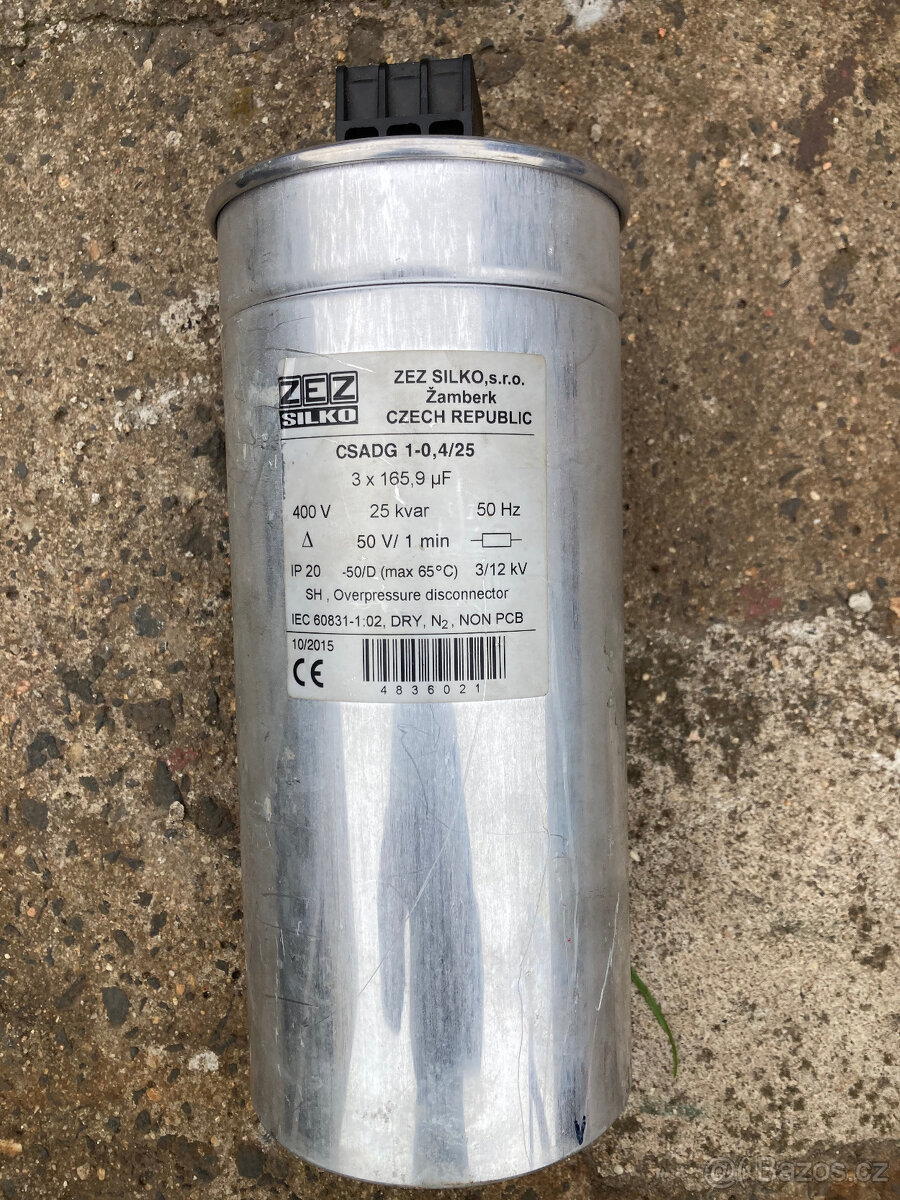 ZEZ
SILKO
ZEZ SILKO,s.r.o.
Žamberk
CZECH REPUBLIC
CSADG 1-0,4/25
3 x 165,9 µF
400 V 25 kvar 50 Hz
Δ 50 V/ 1 min
IP 20 -50/D (max 65°C) 3/12 kV
SH , Overpressure disconnector
IEC 60831-1:02, DRY, N₂ , NON PCB
10/2015
CE
4836021
Bazos.cz